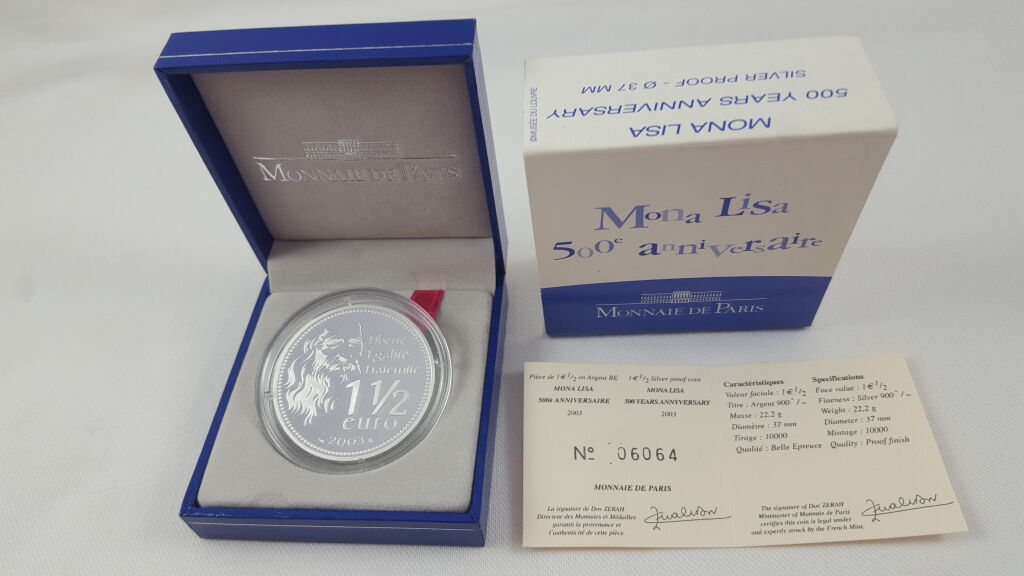 MONNAIE DE PARIS
Liberté
Égalité
Fraternité
1 1/2
euro
2003
MONA LISA
500 YEARS ANNIVERSARY
SILVER PROOF - Ø 37 MM
©MUSÉE DU LOUVRE
Mona Lisa
500e anniversaire
MONNAIE DE PARIS
Pièce de 1€1/2 en Argent BE
MONA LISA
500è ANNIVERSAIRE
2003
1€1/2 Silver proof coin
MONA LISA
500 YEARS ANNYVERSARY
2003
Nº 06064
MONNAIE DE PARIS
La signature de Dov ZERAH
Directeur des Monnaies et Médailles
garantit la provenance et
l'authenticité de cette pièce.
Caractéristiques
Valeur faciale : 1€1/2
Titre : Argent 900°/~
Masse : 22,2 g
Diamètre : 37 mm
Tirage : 10000
Qualité : Belle Epreuve
Specifications
Face value : 1€1/2
Fineness : Silver 900°/~
Weight : 22,2 g
Diameter : 37 mm
Mintage : 10000
Quality : Proof finish
The signature of Dov ZERAH
Mintmaster of Monnaie de Paris
certifies this coin is legal tender
and expertly struck by the French Mint.